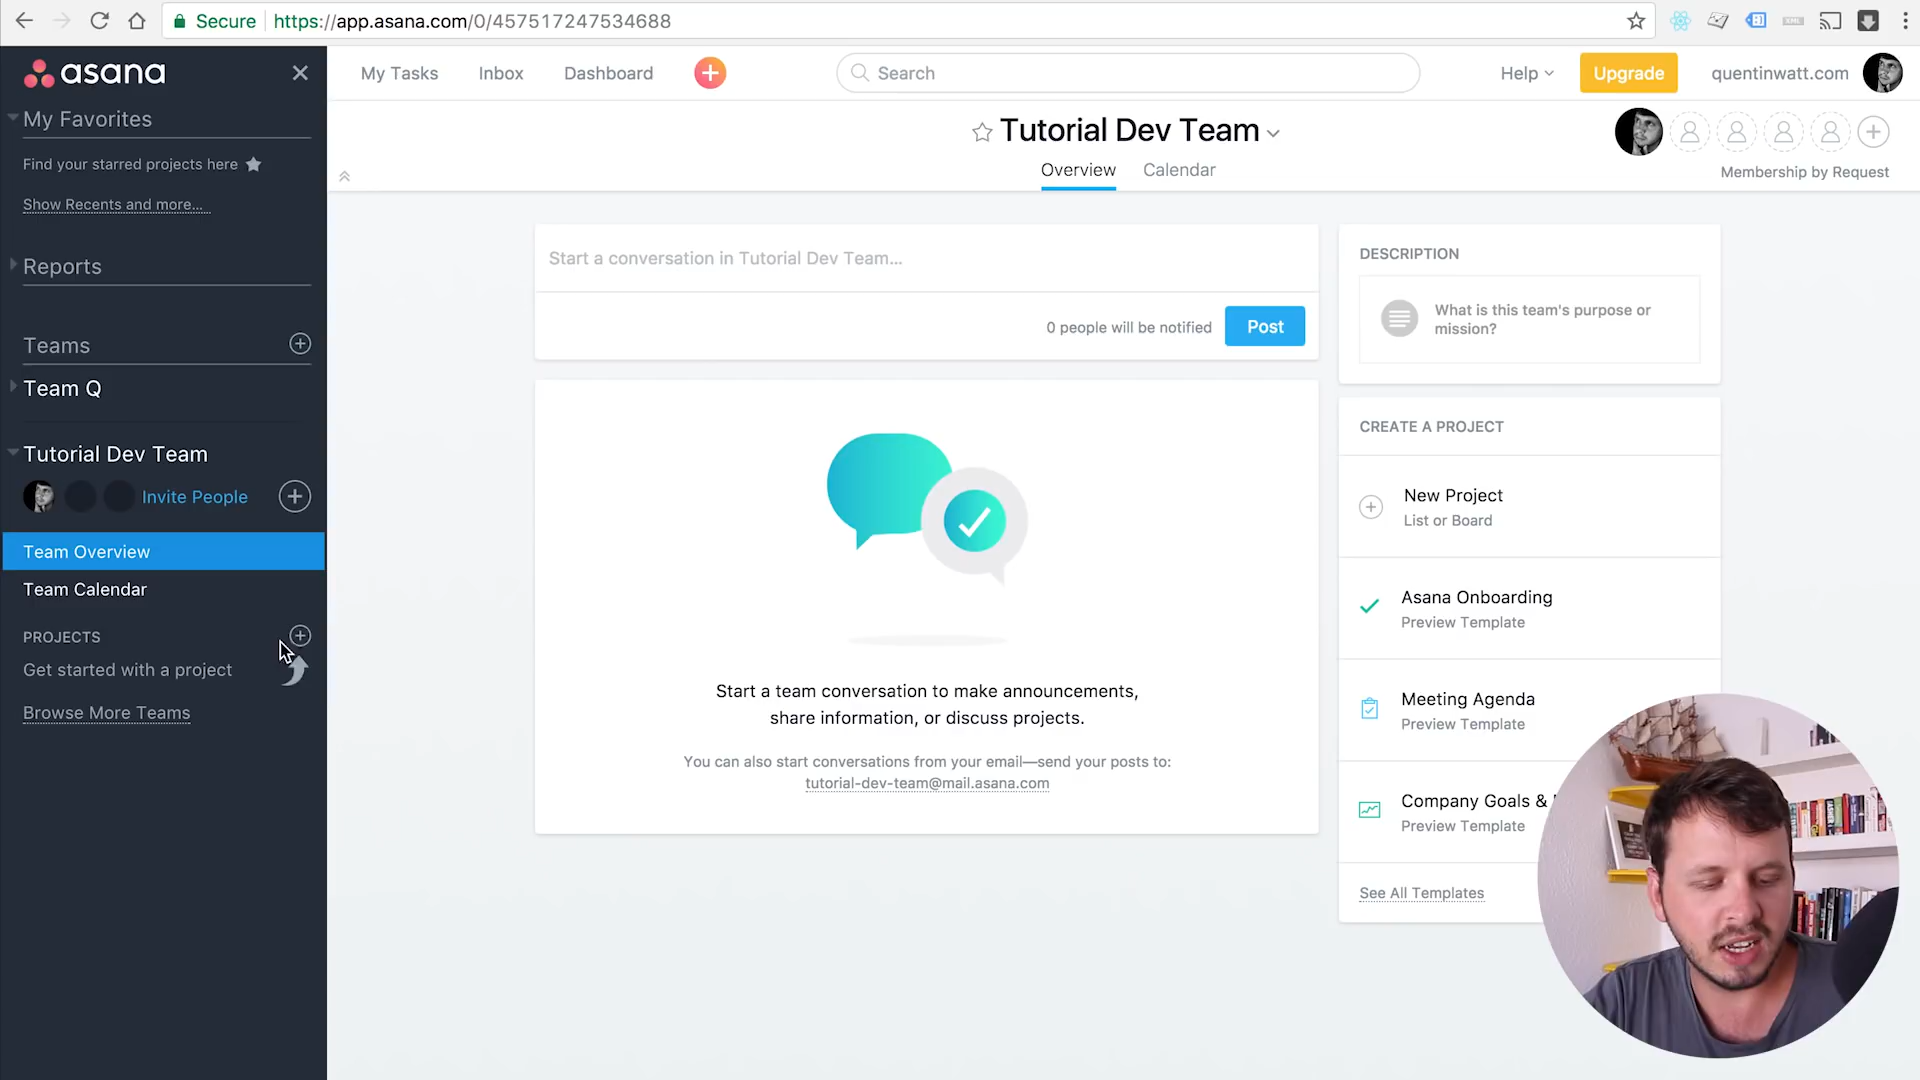 Secure https://app.asana.com/0/457517247534688
asana
My Tasks Inbox Dashboard
Search
Help
Upgrade
quentinwatt.com
My Favorites
Find your starred projects here
Show Recents and more...
Reports
Teams
Team Q
Tutorial Dev Team
Invite People
Team Overview
Team Calendar
PROJECTS
Get started with a project
Browse More Teams
Tutorial Dev Team
Overview Calendar
Membership by Request
Start a conversation in Tutorial Dev Team...
0 people will be notified
Post
Start a team conversation to make announcements,
share information, or discuss projects.
You can also start conversations from your email—send your posts to:
tutorial-dev-team@mail.asana.com
DESCRIPTION
What is this team's purpose or
mission?
CREATE A PROJECT
New Project
List or Board
Asana Onboarding
Preview Template
Meeting Agenda
Preview Template
Company Goals &
Preview Template
See All Templates